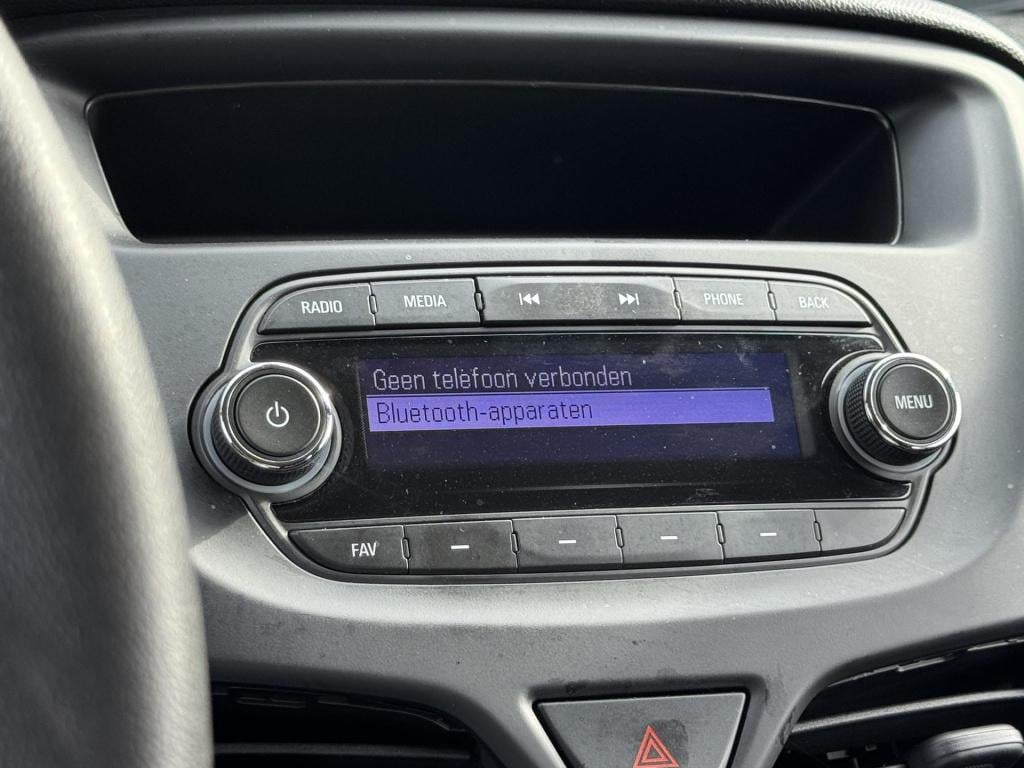 RADIO
MEDIA
PHONE
BACK
Geen telefoon verbonden
Bluetooth-apparaten
MENU
FAV